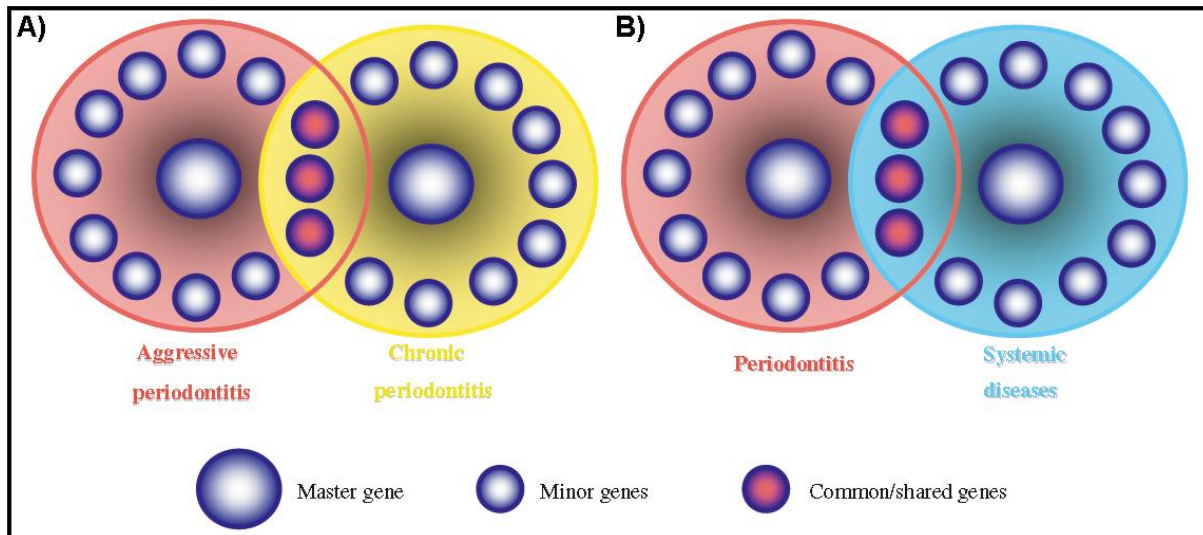 A)
B)
Aggressive
periodontitis
Chronic
periodontitis
Periodontitis
Systemic
diseases
Master gene
Minor genes
Common/shared genes